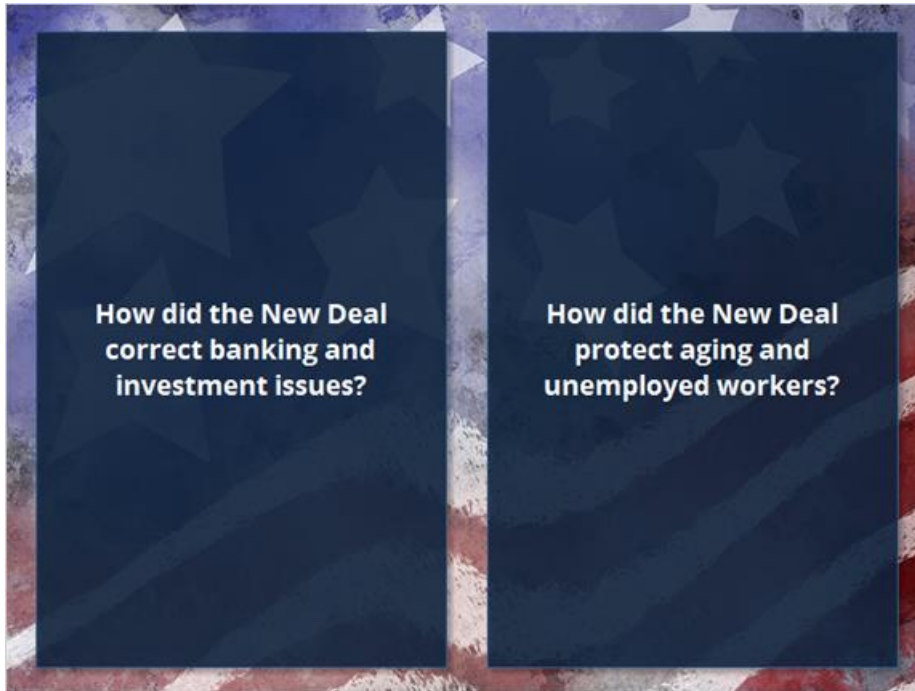 How did the New Deal
correct banking and
investment issues?
How did the New Deal
protect aging and
unemployed workers?